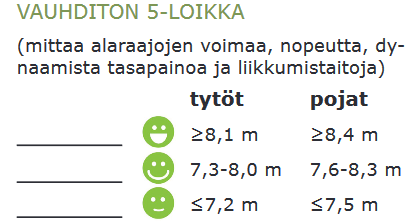 VAUHDITON 5-LOIKKA
(mittaa alaraajojen voimaa, nopeutta, dy-
naamista tasapainoa ja liikkumistaitoja)
tytöt pojat
≥8,1 m ≥8,4 m
7,3-8,0 m 7,6-8,3 m
≤7,2 m ≤7,5 m